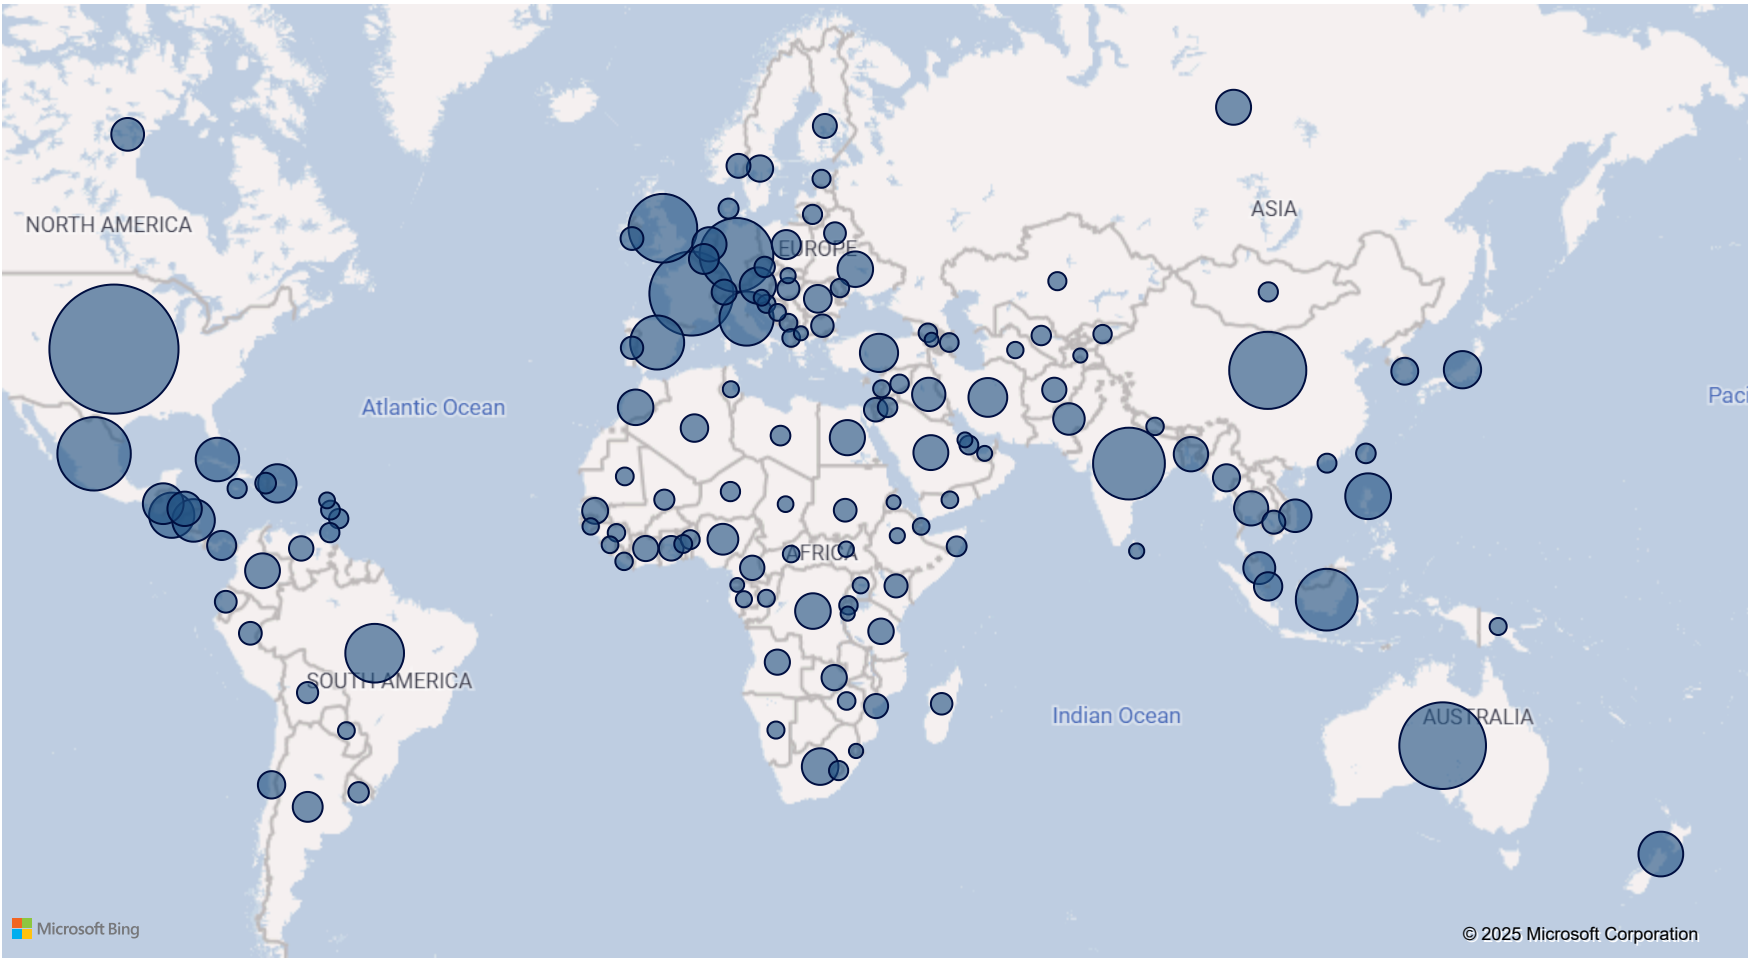 ASIA
NORTH AMERICA
EUROPE
Atlantic Ocean
Paci
AFRICA
SOUTH AMERICA
Indian Ocean
AUSTRALIA
Microsoft Bing
© 2025 Microsoft Corporation